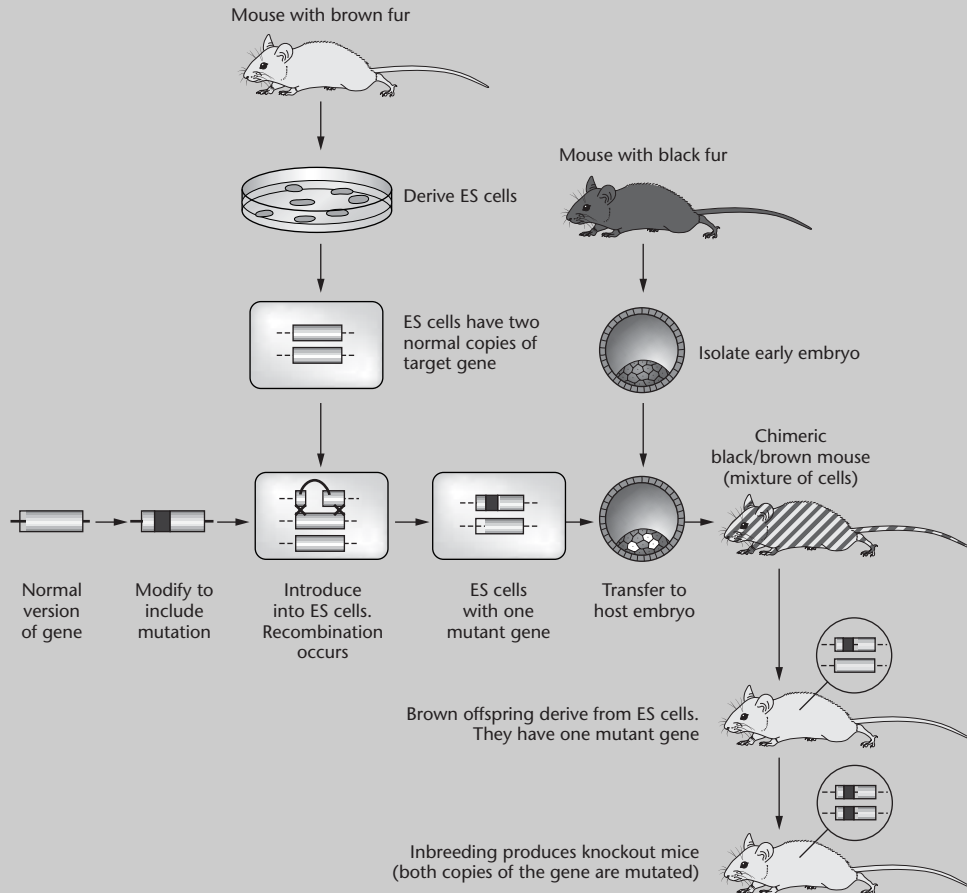 Mouse with brown fur
Mouse with black fur
Derive ES cells
ES cells have two
normal copies of
target gene
Isolate early embryo
Chimeric
black/brown mouse
(mixture of cells)
Normal
version
of gene
Modify to
include
mutation
Introduce
into ES cells.
Recombination
occurs
ES cells
with one
mutant gene
Transfer to
host embryo
Brown offspring derive from ES cells.
They have one mutant gene
Inbreeding produces knockout mice
(both copies of the gene are mutated)